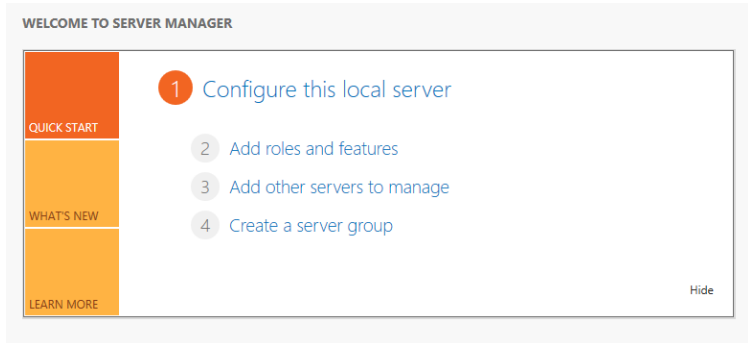 WELCOME TO SERVER MANAGER
QUICK START
1 Configure this local server
2 Add roles and features
3 Add other servers to manage
4 Create a server group
WHAT'S NEW
LEARN MORE
Hide